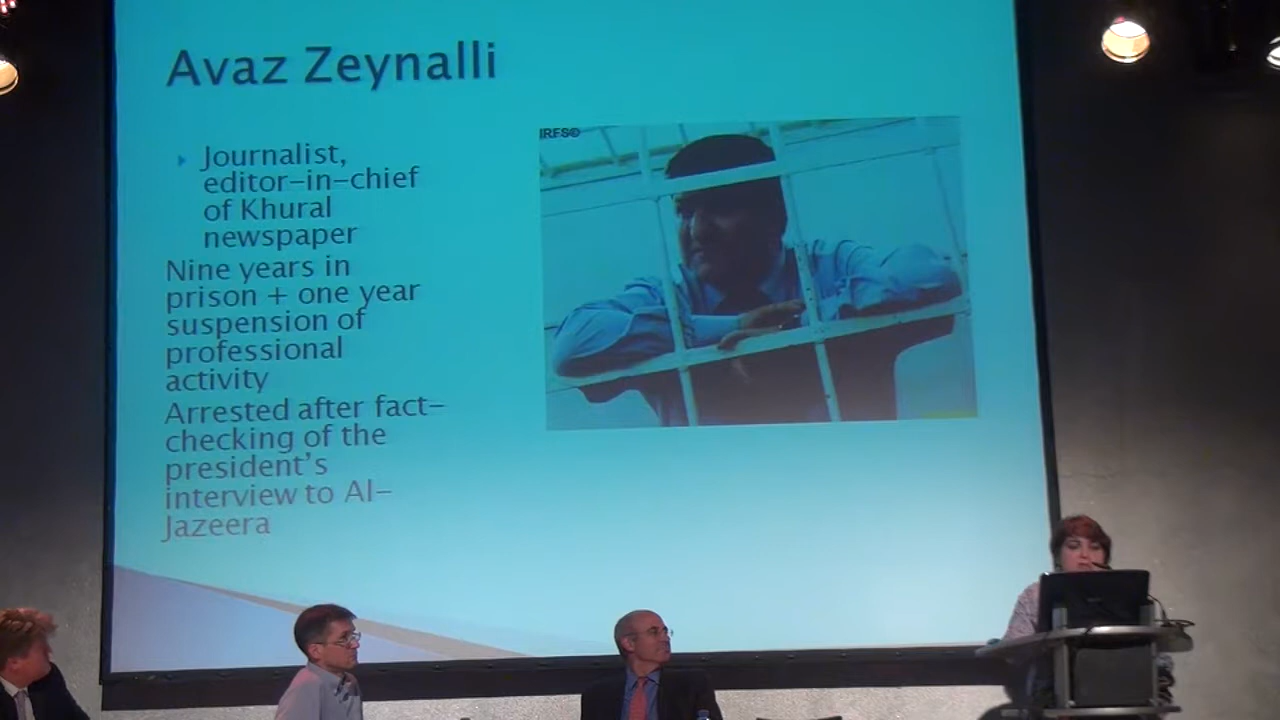 Avaz Zeynalli
Journalist,
editor-in-chief
of Khural
newspaper
Nine years in
prison + one year
suspension of
professional
activity
Arrested after fact-
checking of the
president's
interview to Al-
Jazeera
IRFS©